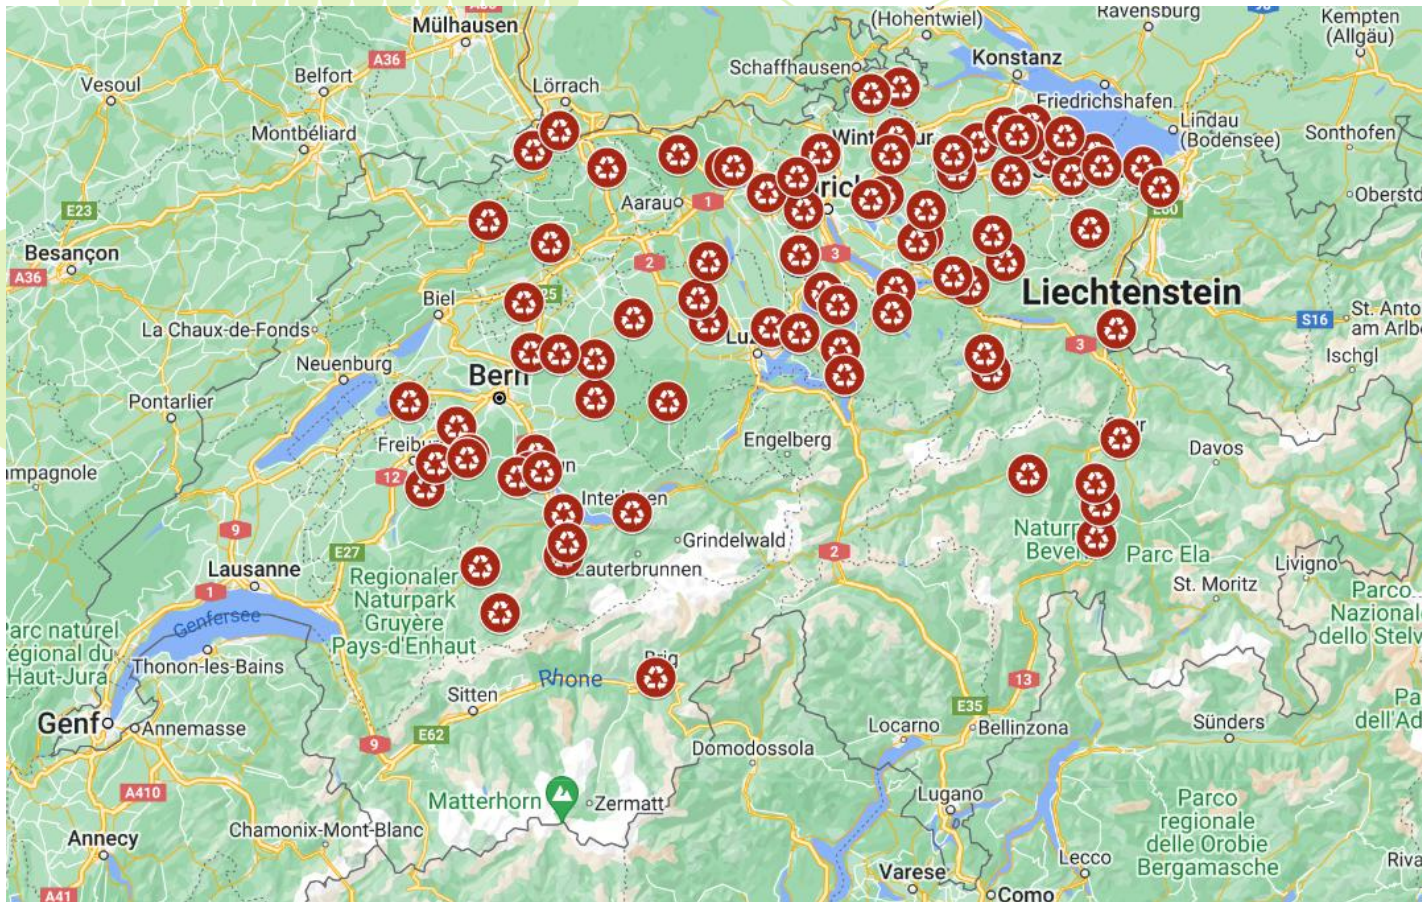 (Hohentwiel)
Ravensburg
Kempten
(Allgäu)
Mülhausen
A36
Konstanz
Schaffhausen
Vesoul
Belfort
Lörrach
Friedrichshafen
Lindau
(Bodensee)
Sonthofen
Montbéliard
Aarau
1
E23
Besançon
A36
2
3
Liechtenstein
Biel
La Chaux-de-Fonds
S16
3
Ischgl
Neuenburg
Bern
Pontarlier
Engelberg
Davos
12
9
E27
Grindelwald
2
Parc Ela
Livigno
Lausanne
Lauterbrunnen
1
Regionaler
Naturpark
Gruyère
Pays-d'Enhaut
St. Moritz
Genfersee
Thonon-les-Bains
Haut-Jura
Rhone
13
Sitten
Genf
Annemasse
E62
9
E35
Locarno
Bellinzona
Sünders
Domodossola
A410
Matterhorn
Zermatt
Lugano
Parco
regionale
delle Orobie
Bergamasche
Chamonix-Mont-Blanc
Annecy
Lecco
Varese
A41
Como